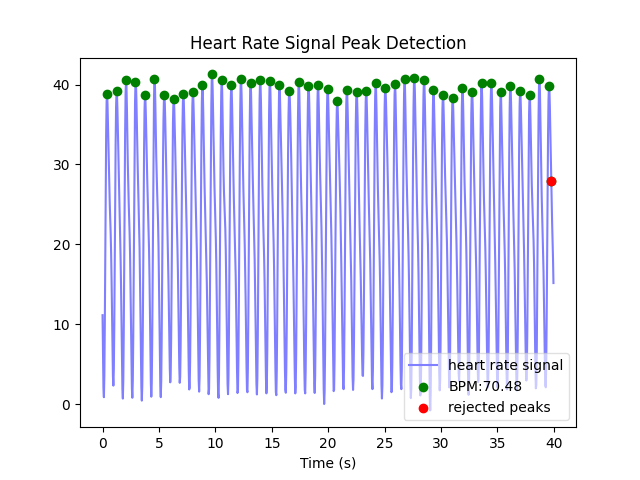 Heart Rate Signal Peak Detection
40
30
20
10
0
heart rate signal
BPM:70.48
rejected peaks
0 5 10 15 20 25 30 35 40
Time (s)